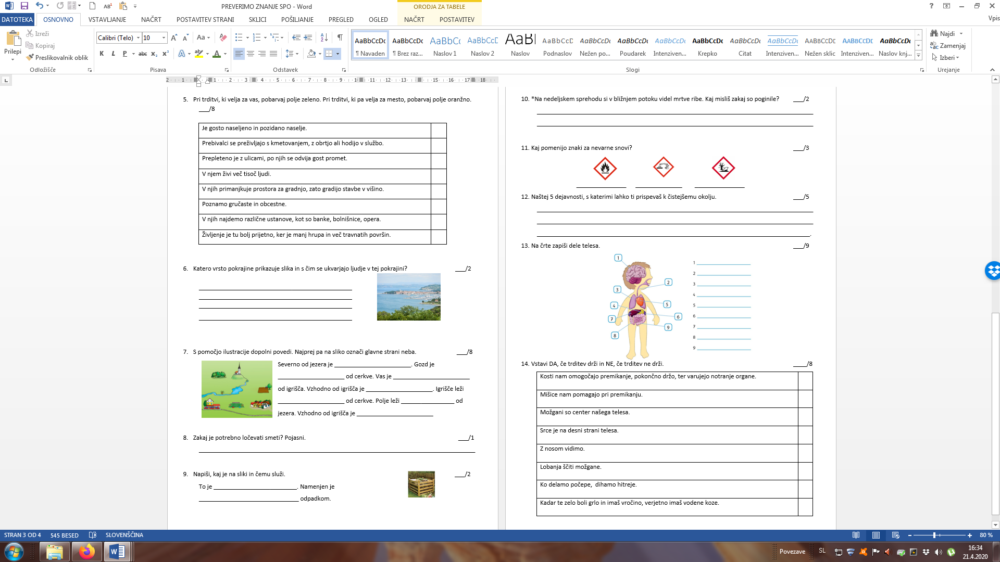 PREVERIMO ZNANJE SPO - Word
ORODJA ZA TABELE
DATOTEKA OSNOVNO VSTAVLJANJE NAČRT POSTAVITEV STRANI SKLICI POŠILJANJE PREGLED OGLED NAČRT POSTAVITEV Vpis
Prilepi
Izreži
Kopiraj
Preslikovalnik oblik
Odložišče
Calibri (Telo) 10
K L P abc x₂ x²
Pisava
Odstavek
AaBbCcDc AaBbCcDc AaBbCc AaBbCcD AaBl AaBbCcD AaBbCcDc AaBbCcDc AaBbCcDc AaBbCcDc AaBbCcDc AaBbCcDc AaBbCcDc AaBbCcDc AaBbCcDc
¶ Navaden ¶ Brez raz... Naslov 1 Naslov 2 Naslov Podnaslov Nežen po... Poudarek Intenziven... Krepko Citat Intenziven... Nežen sklic Intenziven... Naslov knj...
Slogi
Najdi
Zamenjaj
Izberi
Urejanje
2 1 1 2 3 4 5 6 7 8 9 11 12 13 15 16 17 18
5. Pri trditvi, ki velja za vas, pobarvaj polje zeleno. Pri trditvi, ki pa velja za mesto, pobarvaj polje oranžno.
___/8
Je gosto naseljeno in pozidano naselje.
Prebivalci se preživljajo s kmetovanjem, z obrtjo ali hodijo v službo.
Prepleteno je z ulicami, po njih se odvija gost promet.
V njem živi več tisoč ljudi.
V njih primanjkuje prostora za gradnjo, zato gradijo stavbe v višino.
Poznamo gručaste in obcestne.
V njih najdemo različne ustanove, kot so banke, bolnišnice, opera.
Življenje je tu bolj prijetno, ker je manj hrupa in več travnatih površin.
6. Katero vrsto pokrajine prikazuje slika in s čim se ukvarjajo ljudje v tej pokrajini? ___/2
7. S pomočjo ilustracije dopolni povedi. Najprej pa na sliko označi glavne strani neba. ___/8
Severno od jezera je _______________________. Gozd je
____________________ od cerkve. Vas je _______________________
od igrišča. Vzhodno od igrišča je ____________________. Igrišče leži
____________________ od cerkve. Polje leži ________________ od
jezera. Vzhodno od igrišča je _______________________
8. Zakaj je potrebno ločevati smeti? Pojasni. ___/1
9. Napiši, kaj je na sliki in čemu služi. ___/2
To je _________________________. Namenjen je
______________________________ odpadkom.
10. *Na nedeljskem sprehodu si v bližnjem potoku videl mrtve ribe. Kaj misliš zakaj so poginile? ___/2
11. Kaj pomenijo znaki za nevarne snovi? ___/3
12. Naštej 5 dejavnosti, s katerimi lahko ti prispevaš k čistejšemu okolju. ___/5
.
13. Na črte zapiši dele telesa. ___/9
1
2
3
4
5
6
7
8
9
1
2
3
4
5
6
7
8
9
14. Vstavi DA, če trditev drži in NE, če trditev ne drži. ____/8
Kosti nam omogočajo premikanje, pokončno držo, ter varujejo notranje organe.
Mišice nam pomagajo pri premikanju.
Možgani so center našega telesa.
Srce je na desni strani telesa.
Z nosom vidimo.
Lobanja ščiti možgane.
Ko delamo počepe, dihamo hitreje.
Kadar te zelo boli grlo in imaš vročino, verjetno imaš vodene koze.
STRAN 3 OD 4 545 BESED SLOVENŠČINA 80 %
Povezave SL 16:34
21.4.2020